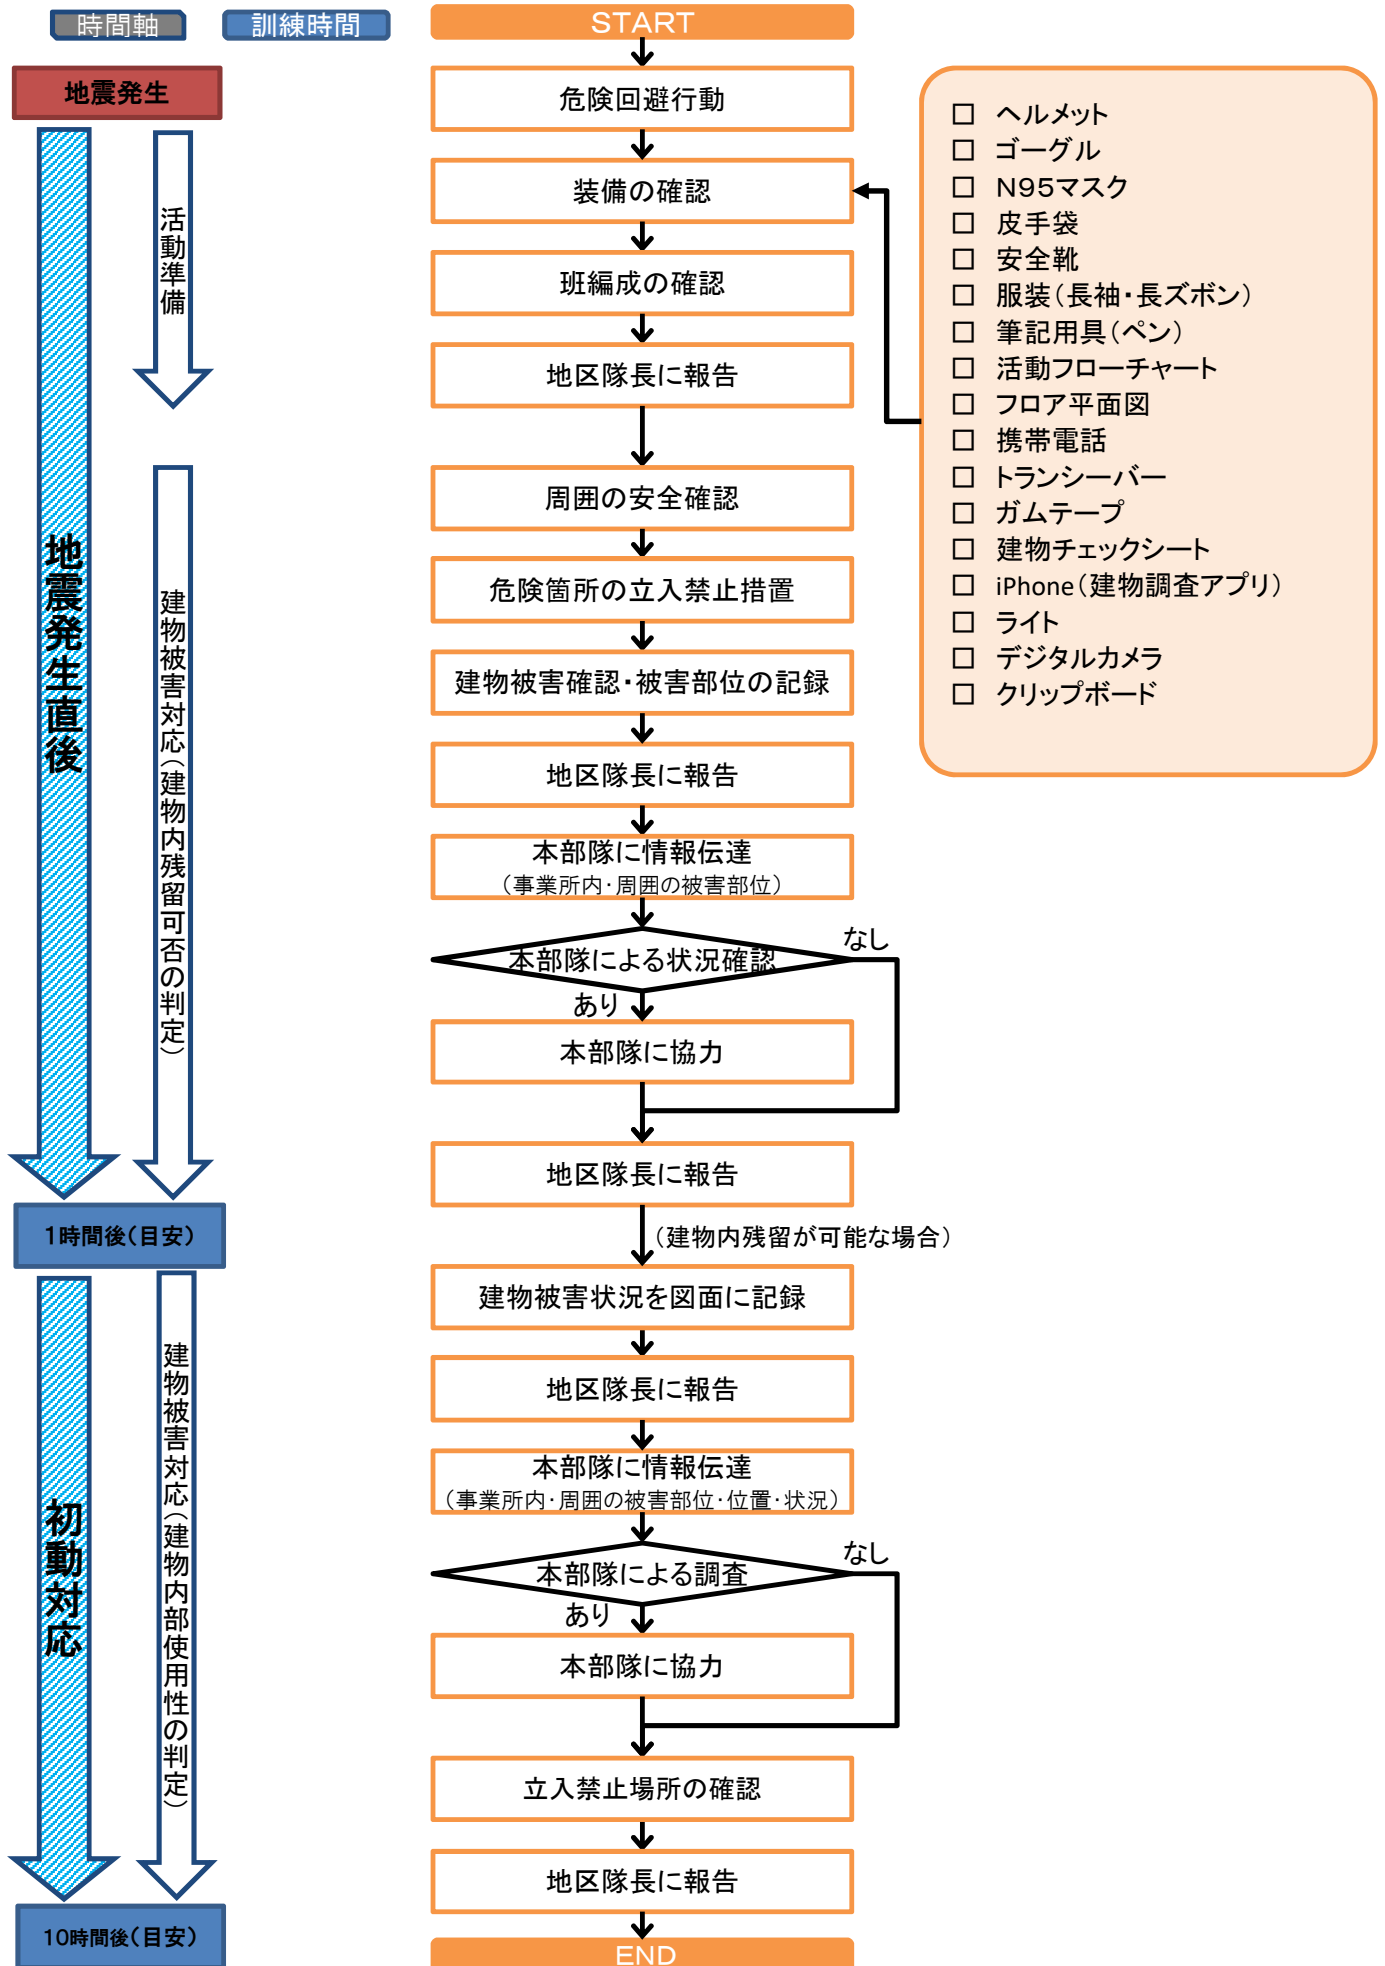 時間軸
訓練時間
START
地震発生
危険回避行動
装備の確認
班編成の確認
地区隊長に報告
活動準備
□ ヘルメット
□ ゴーグル
□ N95マスク
□ 皮手袋
□ 安全靴
□ 服装(長袖・長ズボン)
□ 筆記用具(ペン)
□ 活動フローチャート
□ フロア平面図
□ 携帯電話
□ トランシーバー
□ ガムテープ
□ 建物チェックシート
□ iPhone(建物調査アプリ)
□ ライト
□ デジタルカメラ
□ クリップボード
地震発生直後
建物被害対応(建物内残留可否の判定)
周囲の安全確認
危険箇所の立入禁止措置
建物被害確認・被害部位の記録
地区隊長に報告
本部隊に情報伝達
(事業所内・周囲の被害部位)
本部隊による状況確認
なし
あり
本部隊に協力
地区隊長に報告
1時間後(目安)
(建物内残留が可能な場合)
初動対応
建物被害対応(建物内部使用性の判定)
建物被害状況を図面に記録
地区隊長に報告
本部隊に情報伝達
(事業所内・周囲の被害部位・位置・状況)
本部隊による調査
なし
あり
本部隊に協力
立入禁止場所の確認
地区隊長に報告
10時間後(目安)
END